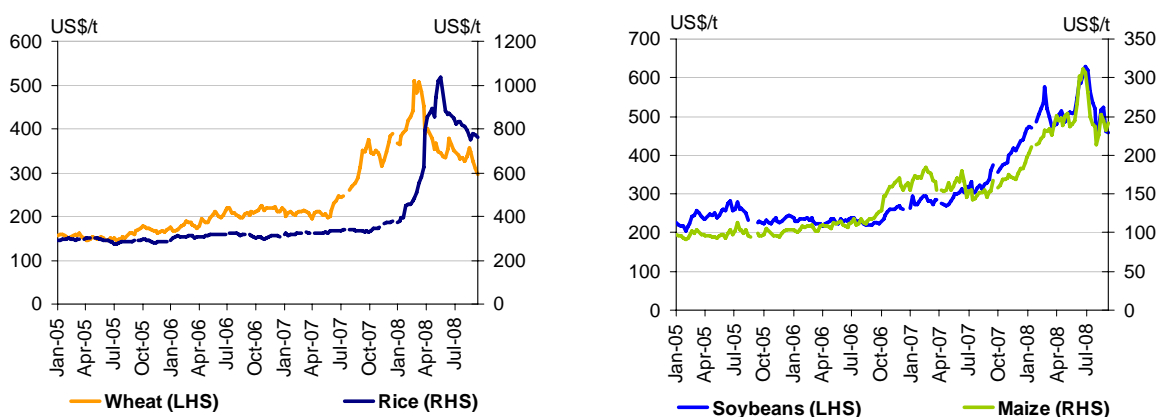 US$/t US$/t
600 1200
500 1000
400 800
300 600
200 400
100 200
0 0
Jan-05 Apr-05 Jul-05 Oct-05 Jan-06 Apr-06 Jul-06 Oct-06 Jan-07 Apr-07 Jul-07 Oct-07 Jan-08 Apr-08 Jul-08
Wheat (LHS) Rice (RHS)
US$/t US$/t
700 350
600 300
500 250
400 200
300 150
200 100
100 50
0 0
Jan-05 Apr-05 Jul-05 Oct-05 Jan-06 Apr-06 Jul-06 Oct-06 Jan-07 Apr-07 Jul-07 Oct-07 Jan-08 Apr-08 Jul-08
Soybeans (LHS) Maize (RHS)